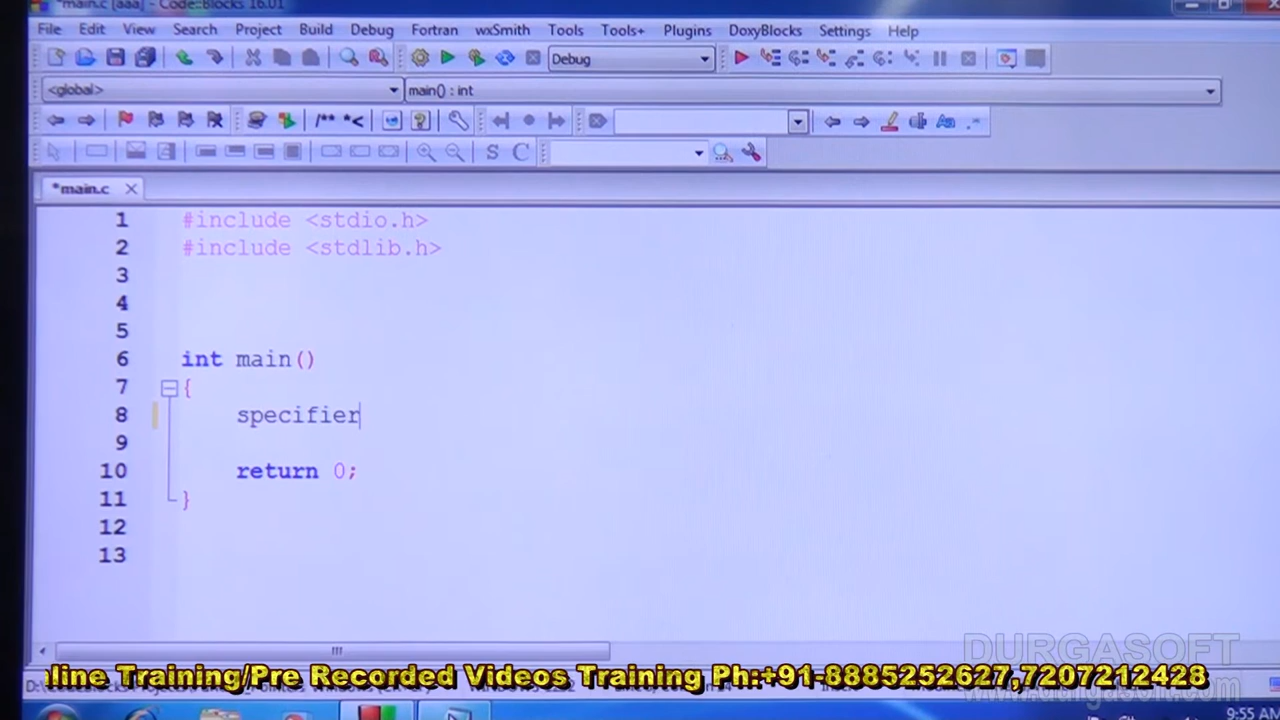 *main.c [aaa] - Code::Blocks 16.01
File Edit View Search Project Build Debug Fortran wxSmith Tools Tools+ Plugins DoxyBlocks Settings Help
Debug
<global> main() : int
/** *<
S C
*main.c
1 #include <stdio.h>
2 #include <stdlib.h>
3
4
5
6 int main()
7 {
8 specifier
9
10 return 0;
11 }
12
13
DURGASOFT
line Training/Pre Recorded Videos Training Ph:+91-8885252627,7207212428
9:55 AM